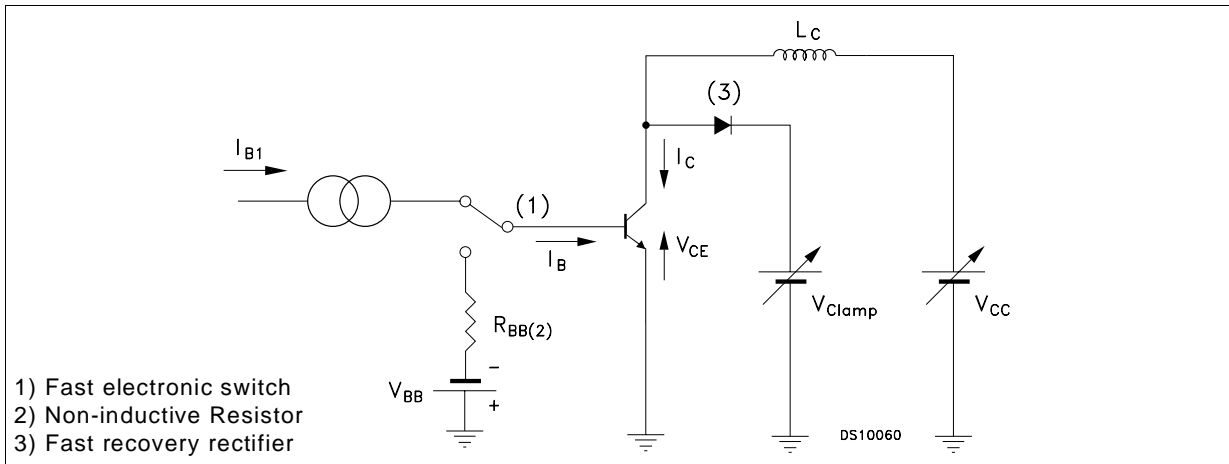 L C
(3)
I B1
I C
(1)
V CE
I B
V Clamp
V CC
R BB(2)
-
V BB
+
1) Fast electronic switch
2) Non-inductive Resistor
3) Fast recovery rectifier
DS10060